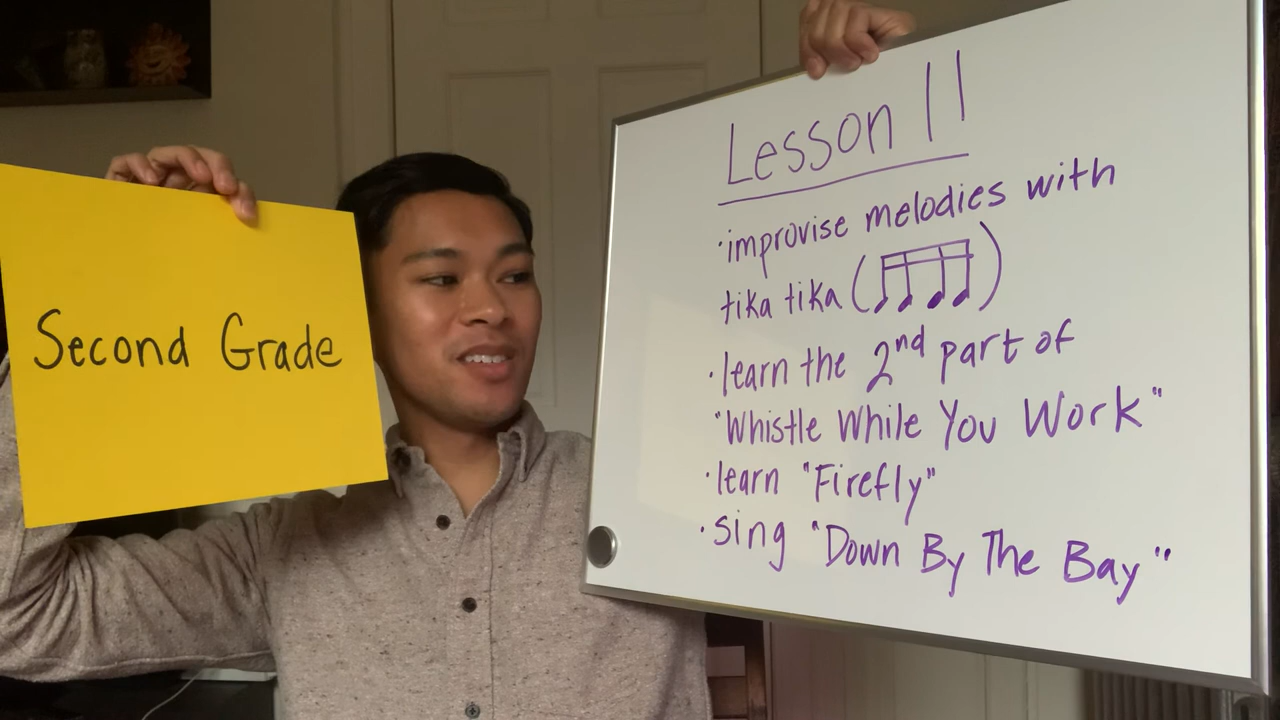 Second Grade
Lesson 11
·improvise melodies with
tika tika ( )
·learn the 2nd part of
"Whistle While You Work"
·learn "Firefly"
·sing "Down By The Bay"